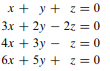 x + y + z = 0
3x + 2y − 2z = 0
4x + 3y − z = 0
6x + 5y + z = 0